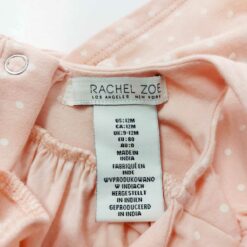 RACHEL ZOE
LOS ANGELES NEW YORK
US:12M
CA:12M
UK:9-12M
EU:80
AU:0
MADE IN
INDIA
FABRIQUÉ EN
INDE
WYPRODUKOWANO
W INDIACH
HERGESTELLT
IN INDIEN
GEPRODUCEERD
IN INDIA